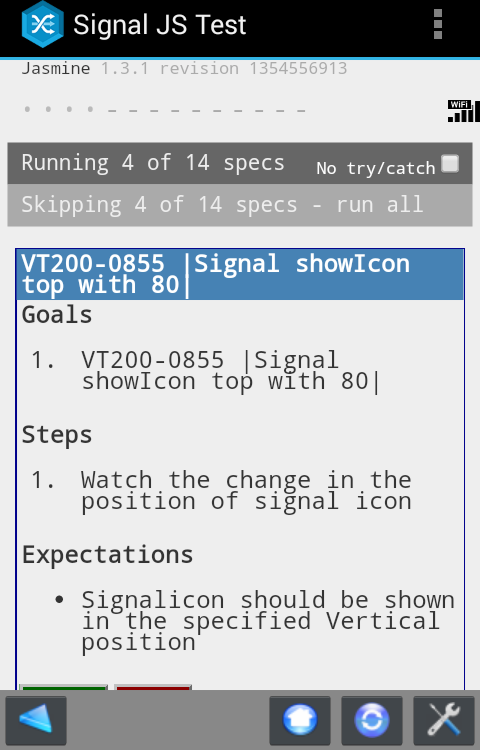 Signal JS Test
Jasmine 1.3.1 revision 1354556913
WiFi
Running 4 of 14 specs No try/catch
Skipping 4 of 14 specs - run all
VT200-0855 |Signal showIcon
top with 80|
Goals
1. VT200-0855 |Signal
showIcon top with 80|
Steps
1. Watch the change in the
position of signal icon
Expectations
• Signalicon should be shown
in the specified Vertical
position